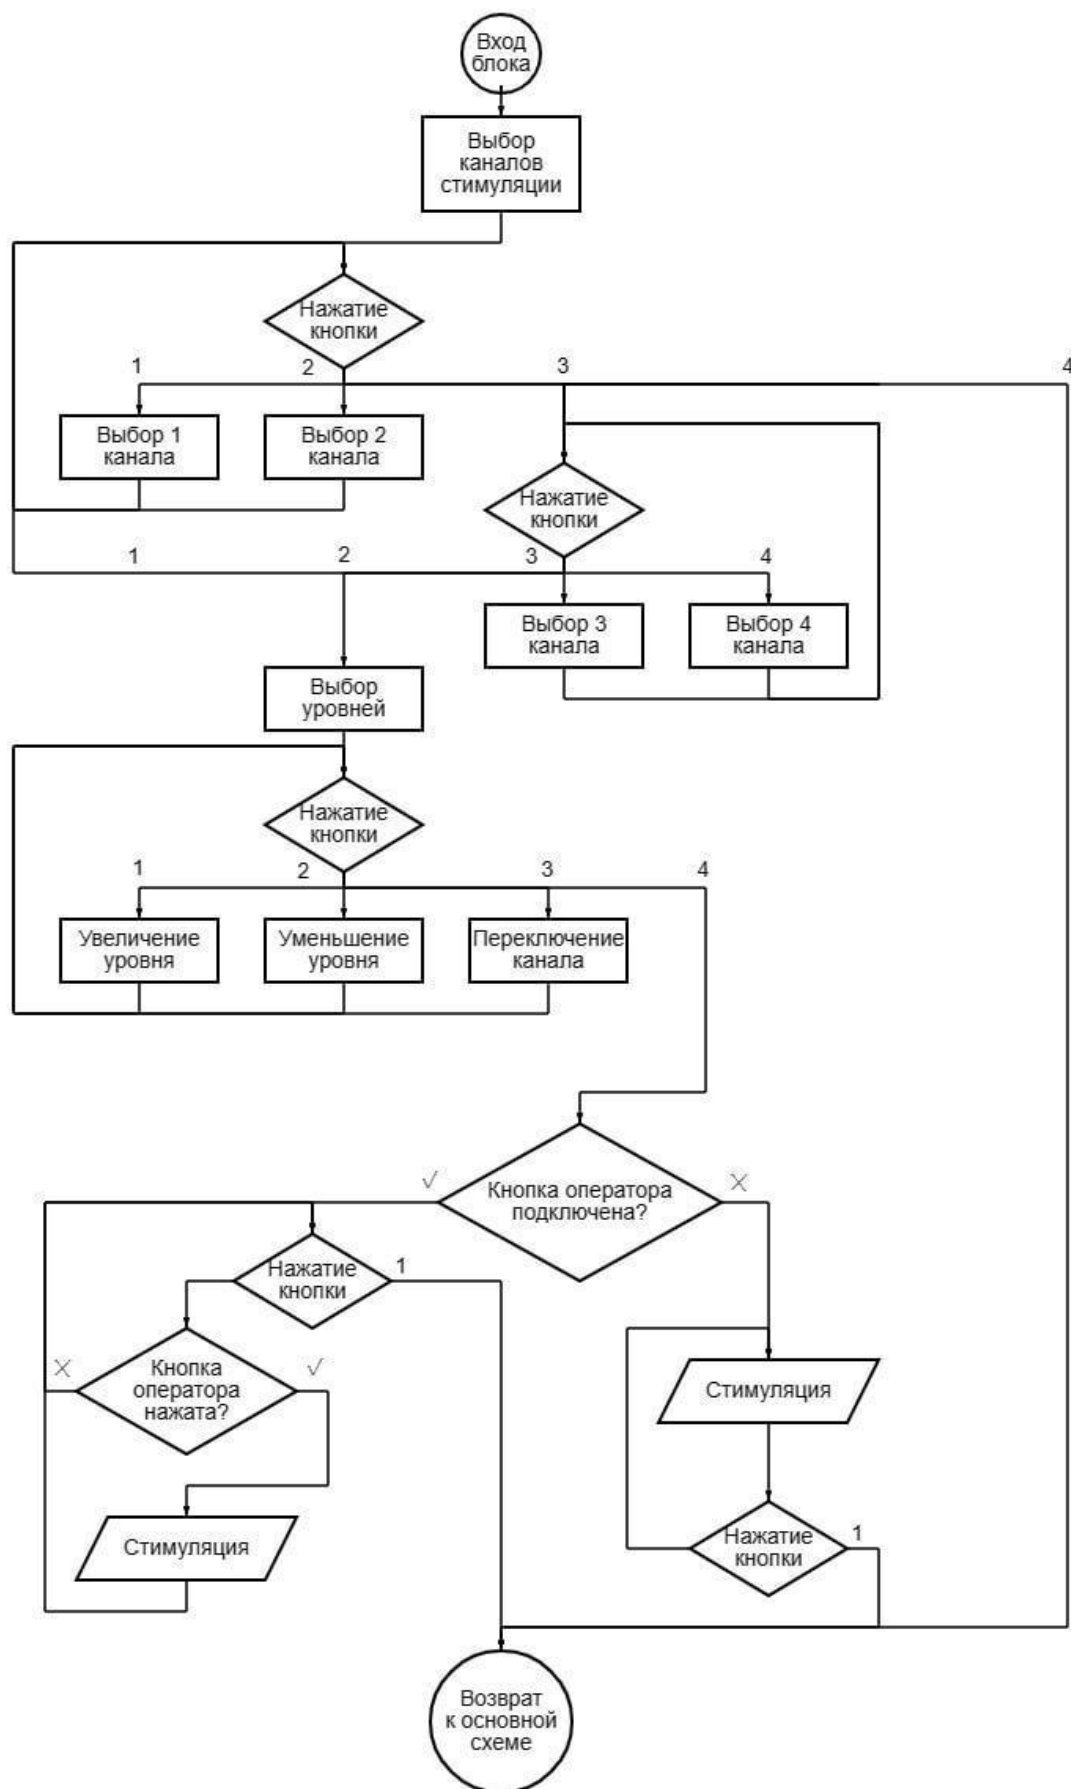 Вход
блока
Выбор
каналов
стимуляции
Нажатие
кнопки
1
2
3
4
Выбор 1
канала
Выбор 2
канала
Нажатие
кнопки
1
2
3
4
Выбор 3
канала
Выбор 4
канала
Выбор
уровней
Нажатие
кнопки
1
2
3
4
Увеличение
уровня
Уменьшение
уровня
Переключение
канала
Кнопка оператора
подключена?
√
X
Нажатие
кнопки
1
Кнопка
оператора
нажата?
X
√
Стимуляция
Стимуляция
Нажатие
кнопки
1
Возврат
к основной
схеме